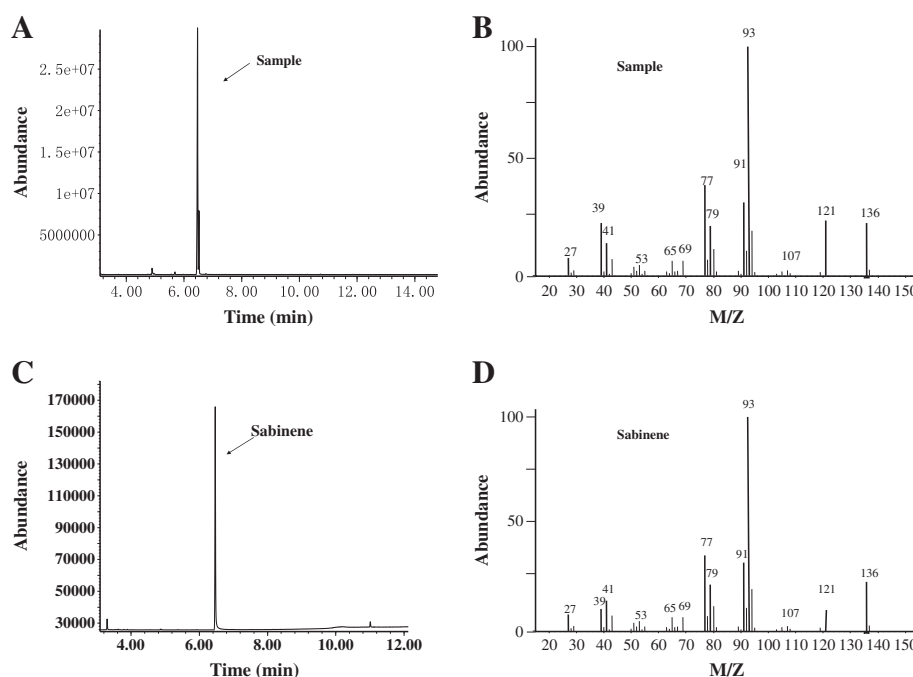 A
Abundance
2.5e+07
2e+07
1.5e+07
1e+07
5000000
Sample
4.00 6.00 8.00 10.00 12.00 14.00
Time (min)
B
Abundance
100
50
0
Sample
27
39
41
53
65
69
77
79
91
93
107
121
136
20 30 40 50 60 70 80 90 100 110 120 130 140 150
M/Z
C
Abundance
170000
150000
130000
110000
90000
70000
50000
30000
Sabinene
4.00 6.00 8.00 10.00 12.00
Time (min)
D
Abundance
100
50
0
Sabinene
27
39
41
53
65
69
77
79
91
93
107
121
136
20 30 40 50 60 70 80 90 100 110 120 130 140 150
M/Z